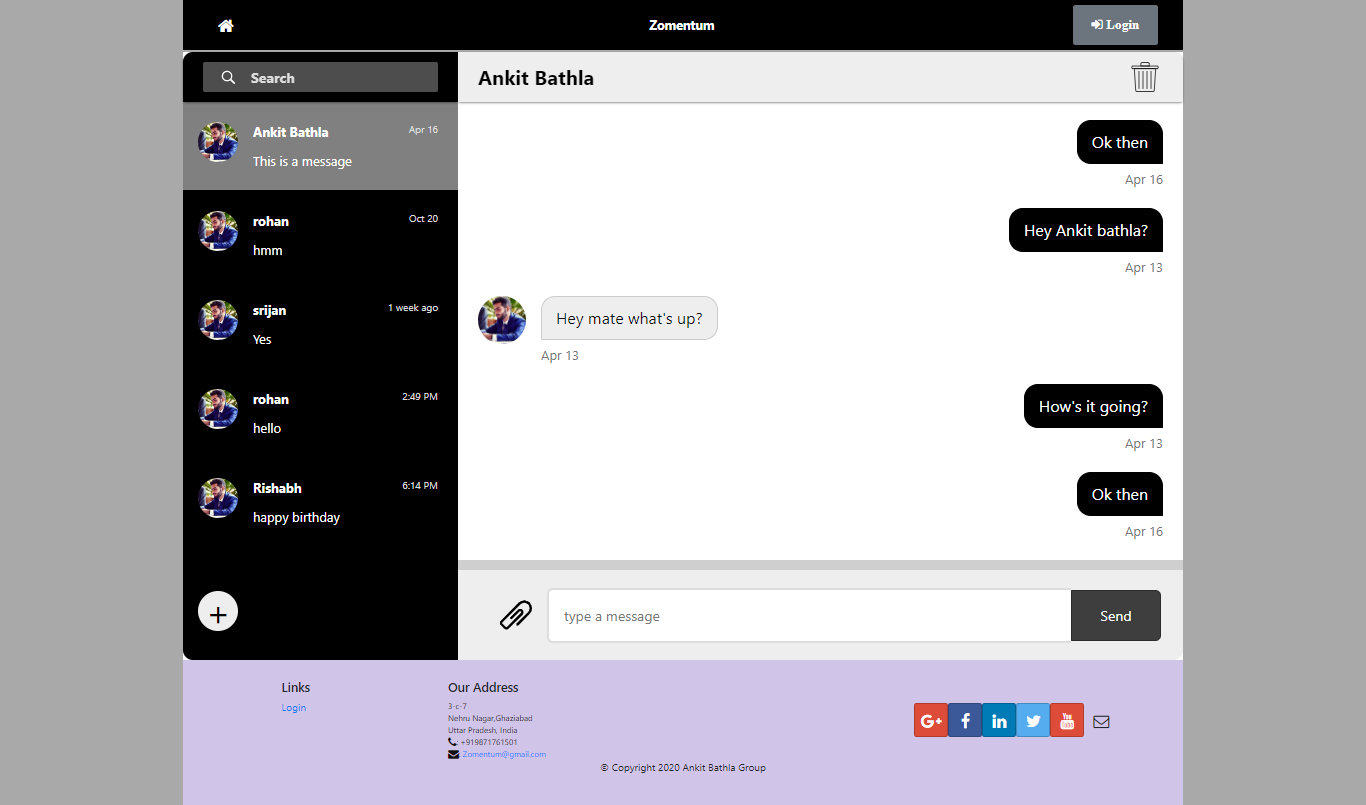 Zomentum
Login
Search
Ankit Bathla
Apr 16
This is a message
rohan
Oct 20
hmm
srijan
1 week ago
Yes
rohan
2:49 PM
hello
Rishabh
6:14 PM
happy birthday
+
Ankit Bathla
Ok then
Apr 16
Hey Ankit bathla?
Apr 13
Hey mate what's up?
Apr 13
How's it going?
Apr 13
Ok then
Apr 16
type a message
Send
Links
Login
Our Address
3-c-7
Nehru Nagar,Ghaziabad
Uttar Pradesh, India
: +919871761501
: Zomentum@gmail.com
G+
f
in
You Tube
© Copyright 2020 Ankit Bathla Group